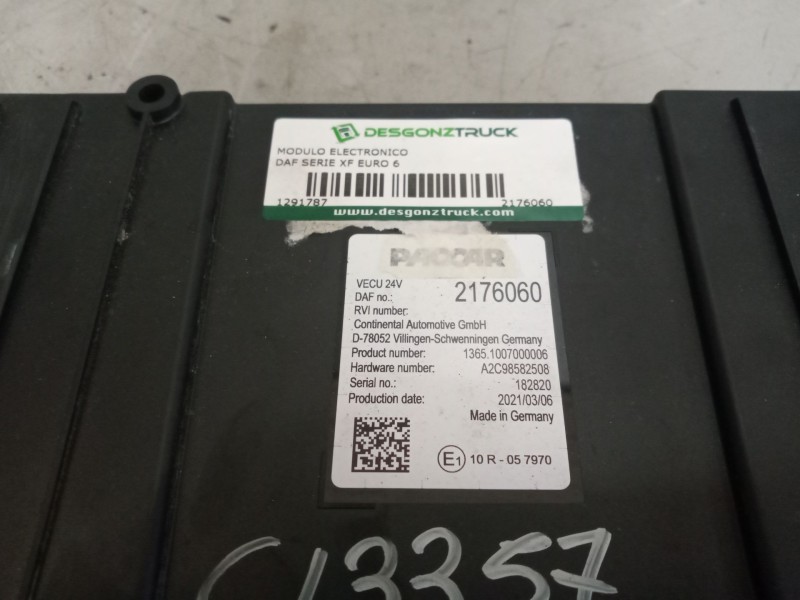 DESGONZTRUCK
MODULO ELECTRONICO
DAF SERIE XF EURO 6
1291787 2176060
www.desgonztruck.com
PACCAR
VECU 24V
DAF no.: 2176060
RVI number:
Continental Automotive GmbH
D-78052 Villingen-Schwenningen Germany
Product number: 1365.1007000006
Hardware number: A2C98582508
Serial no.: 182820
Production date: 2021/03/06
Made in Germany
E1 10 R - 05 7970
C13357